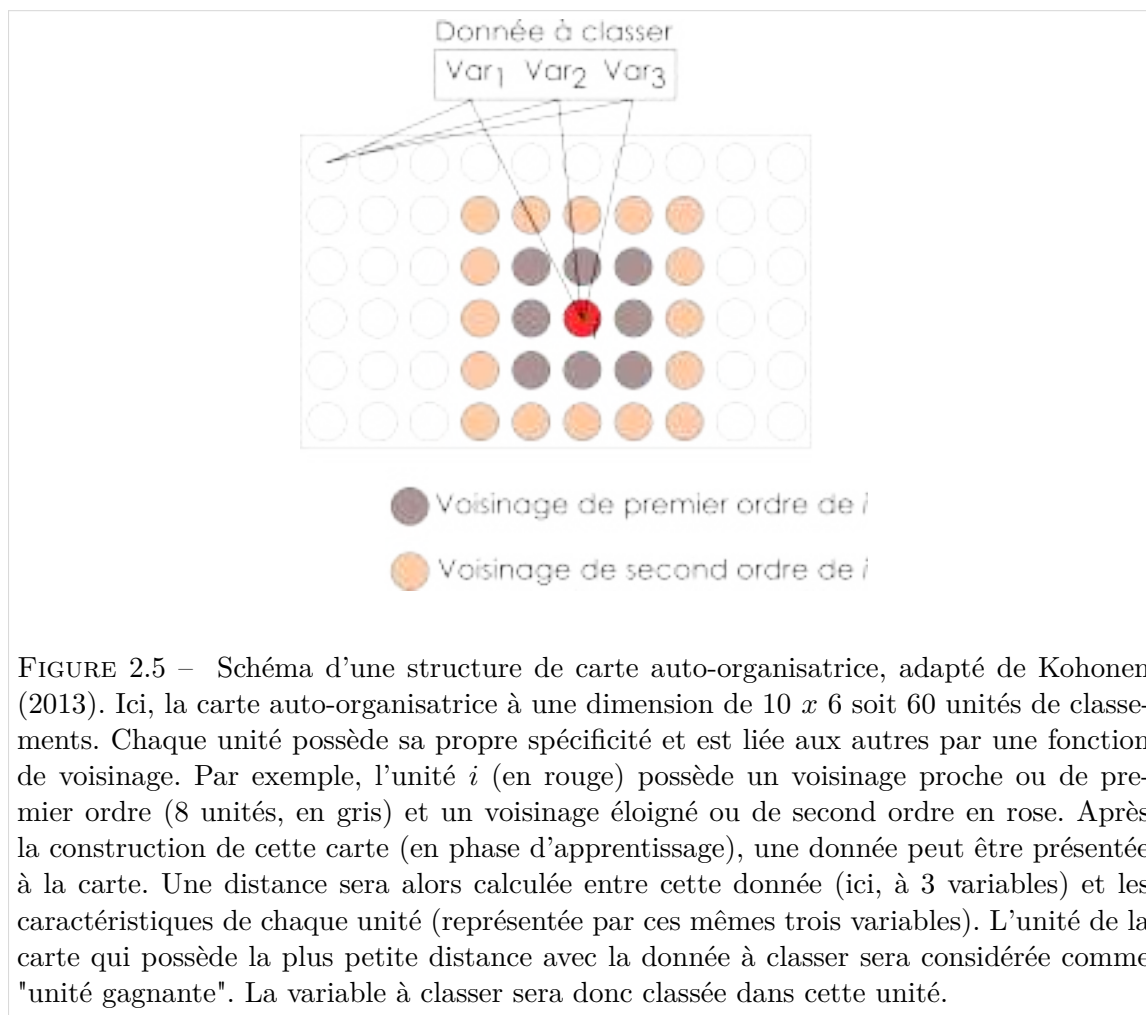 Donnée à classer
Var1 Var2 Var3
Voisinage de premier ordre de i
Voisinage de second ordre de i
FIGURE 2.5 – Schéma d'une structure de carte auto-organisatrice, adapté de Kohonen
(2013). Ici, la carte auto-organisatrice à une dimension de 10 x 6 soit 60 unités de classe-
ments. Chaque unité possède sa propre spécificité et est liée aux autres par une fonction
de voisinage. Par exemple, l'unité i (en rouge) possède un voisinage proche ou de pre-
mier ordre (8 unités, en gris) et un voisinage éloigné ou de second ordre en rose. Après
la construction de cette carte (en phase d'apprentissage), une donnée peut être présentée
à la carte. Une distance sera alors calculée entre cette donnée (ici, à 3 variables) et les
caractéristiques de chaque unité (représentée par ces mêmes trois variables). L'unité de la
carte qui possède la plus petite distance avec la donnée à classer sera considérée comme
"unité gagnante". La variable à classer sera donc classée dans cette unité.